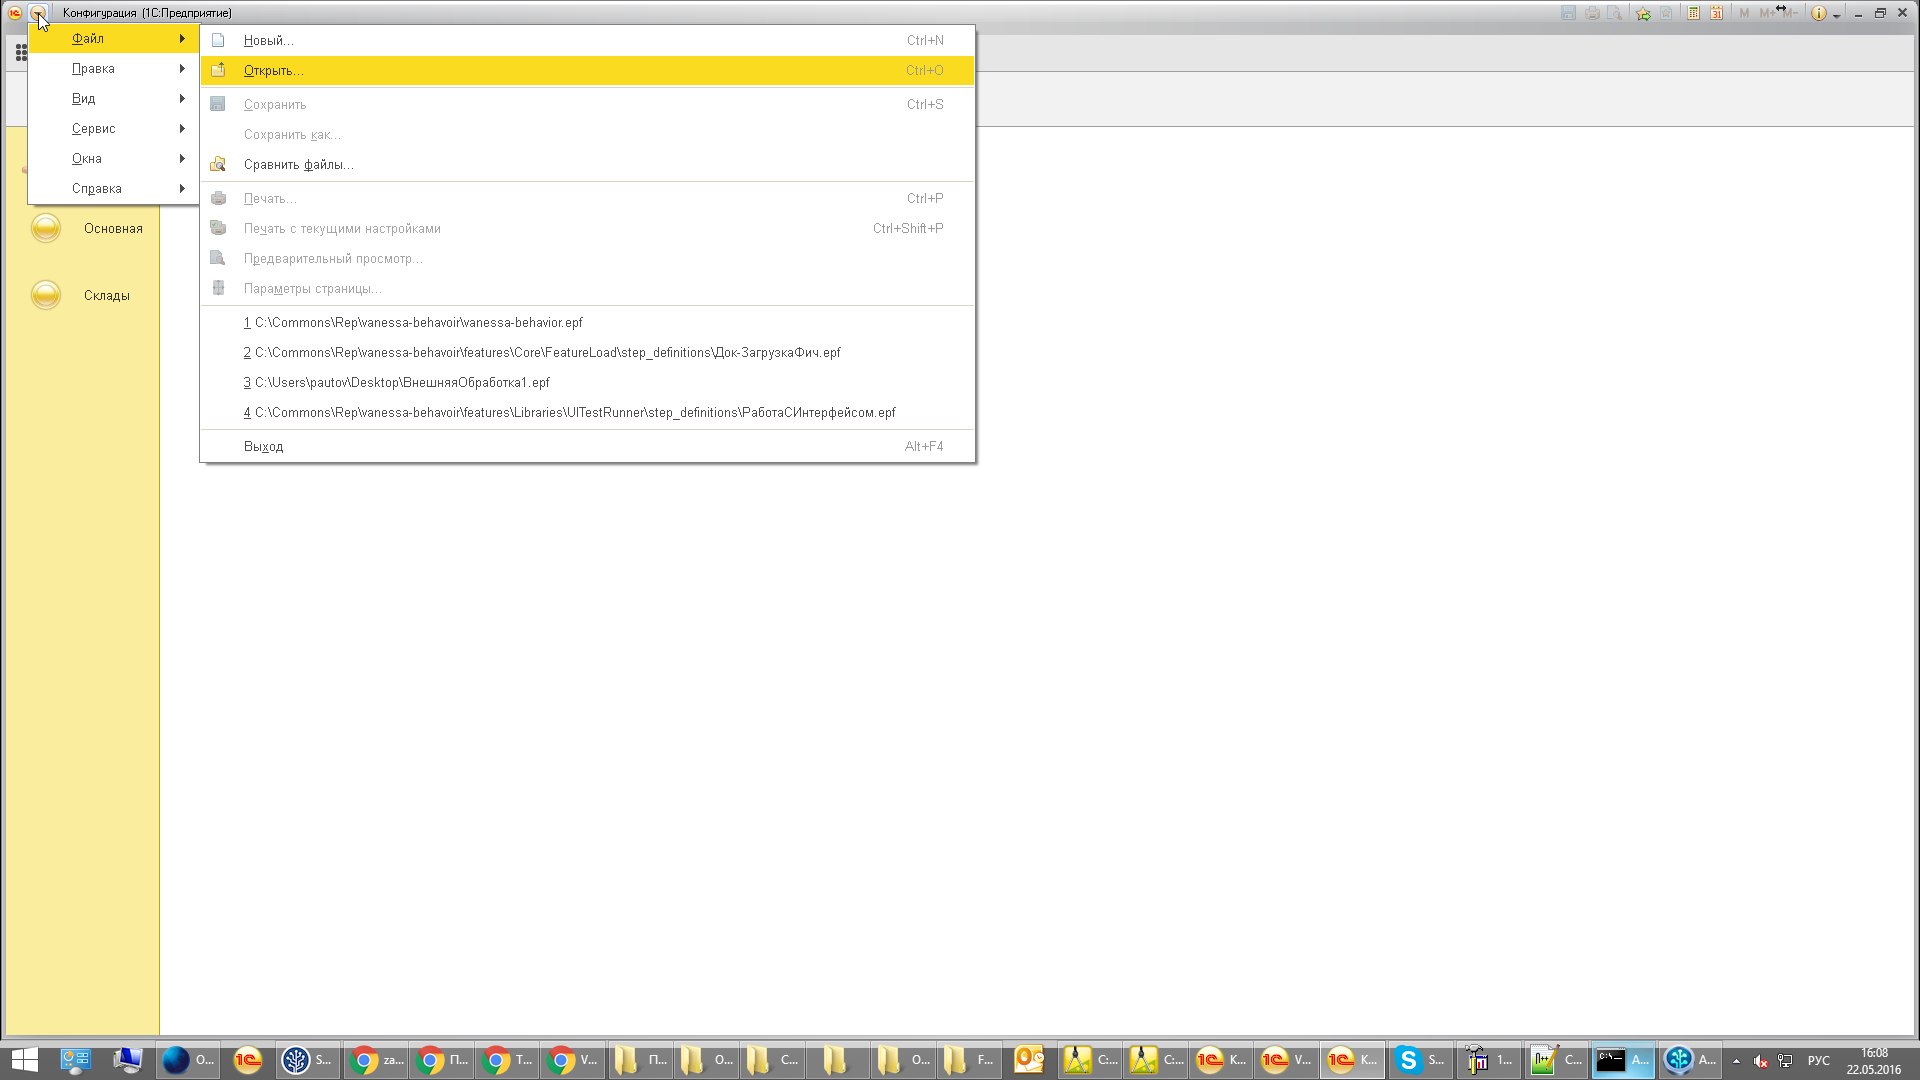 Конфигурация (1С:Предприятие)
M M+ M-
Файл
Правка
Вид
Сервис
Окна
Справка
Новый... Ctrl+N
Открыть... Ctrl+O
Сохранить Ctrl+S
Сохранить как...
Сравнить файлы...
Печать... Ctrl+P
Печать с текущими настройками Ctrl+Shift+P
Предварительный просмотр...
Параметры страницы...
1 C:\Commons\Rep\vanessa-behavoir\vanessa-behavior.epf
2 C:\Commons\Rep\vanessa-behavoir\features\Core\FeatureLoad\step_definitions\Док-ЗагрузкаФич.epf
3 C:\Users\pautov\Desktop\ВнешняяОбработка1.epf
4 C:\Commons\Rep\vanessa-behavoir\features\Libraries\UITestRunner\step_definitions\РаботаСИнтерфейсом.epf
Выход Alt+F4
Основная
Склады
O... S... za... П... T... V... П... O... C... O... F... C:... C:... K... V... K... S... 1... C... A... A... РУС
16:08
22.05.2016